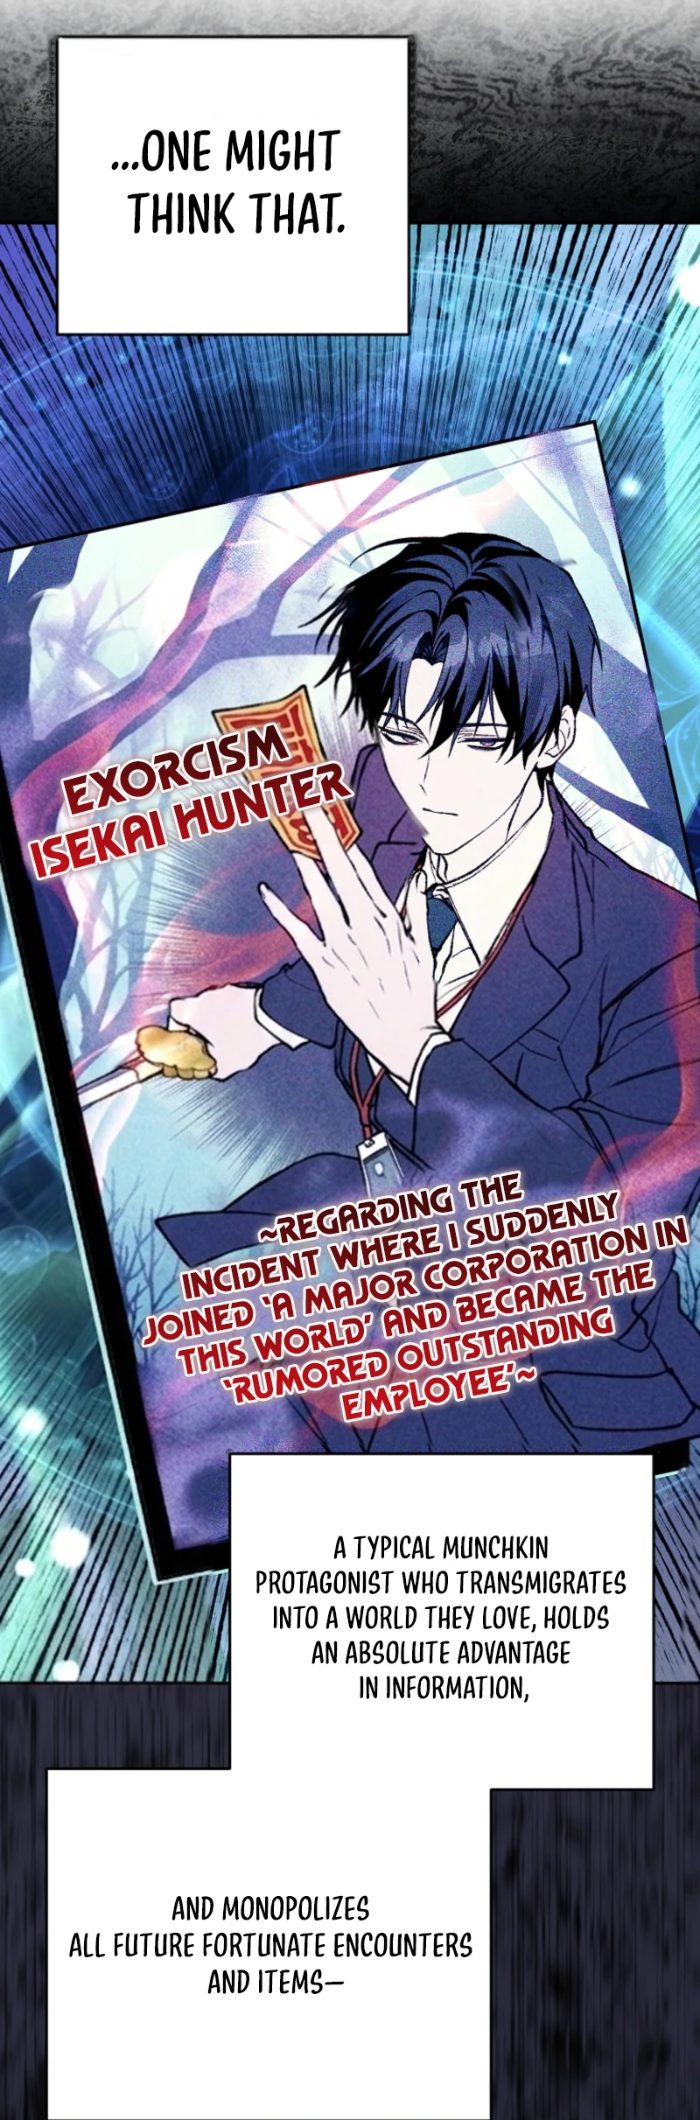 ...ONE MIGHT
THINK THAT.
EXORCISM
ISEKAI HUNTER
~REGARDING THE
INCIDENT WHERE I SUDDENLY
JOINED 'A MAJOR CORPORATION IN
THIS WORLD' AND BECAME THE
'RUMORED OUTSTANDING
EMPLOYEE'~
A TYPICAL MUNCHKIN
PROTAGONIST WHO TRANSMIGRATES
INTO A WORLD THEY LOVE, HOLDS
AN ABSOLUTE ADVANTAGE
IN INFORMATION,
AND MONOPOLIZES
ALL FUTURE FORTUNATE ENCOUNTERS
AND ITEMS—